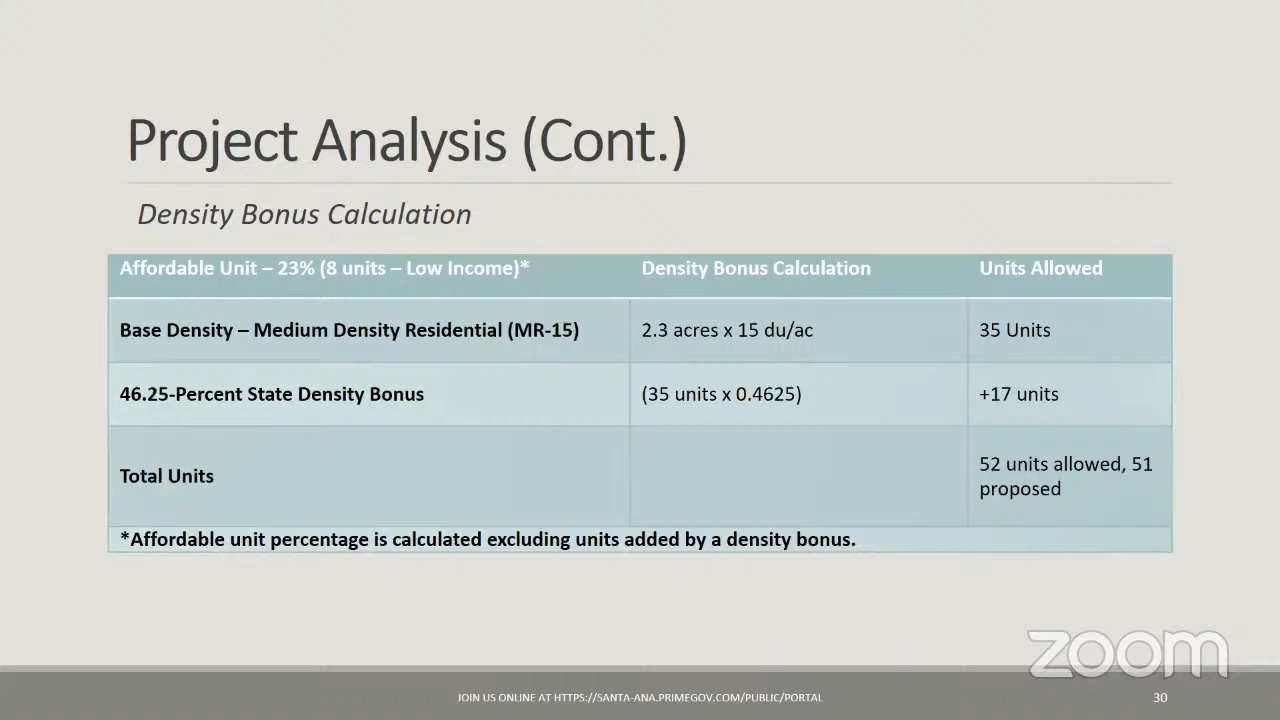 Project Analysis (Cont.)
Density Bonus Calculation
Affordable Unit – 23% (8 units – Low Income)* Density Bonus Calculation Units Allowed
Base Density – Medium Density Residential (MR-15) 2.3 acres x 15 du/ac 35 Units
46.25-Percent State Density Bonus (35 units x 0.4625) +17 units
Total Units 52 units allowed, 51
proposed
*Affordable unit percentage is calculated excluding units added by a density bonus.
zoom
JOIN US ONLINE AT HTTPS://SANTA-ANA.PRIMEGOV.COM/PUBLIC/PORTAL 30